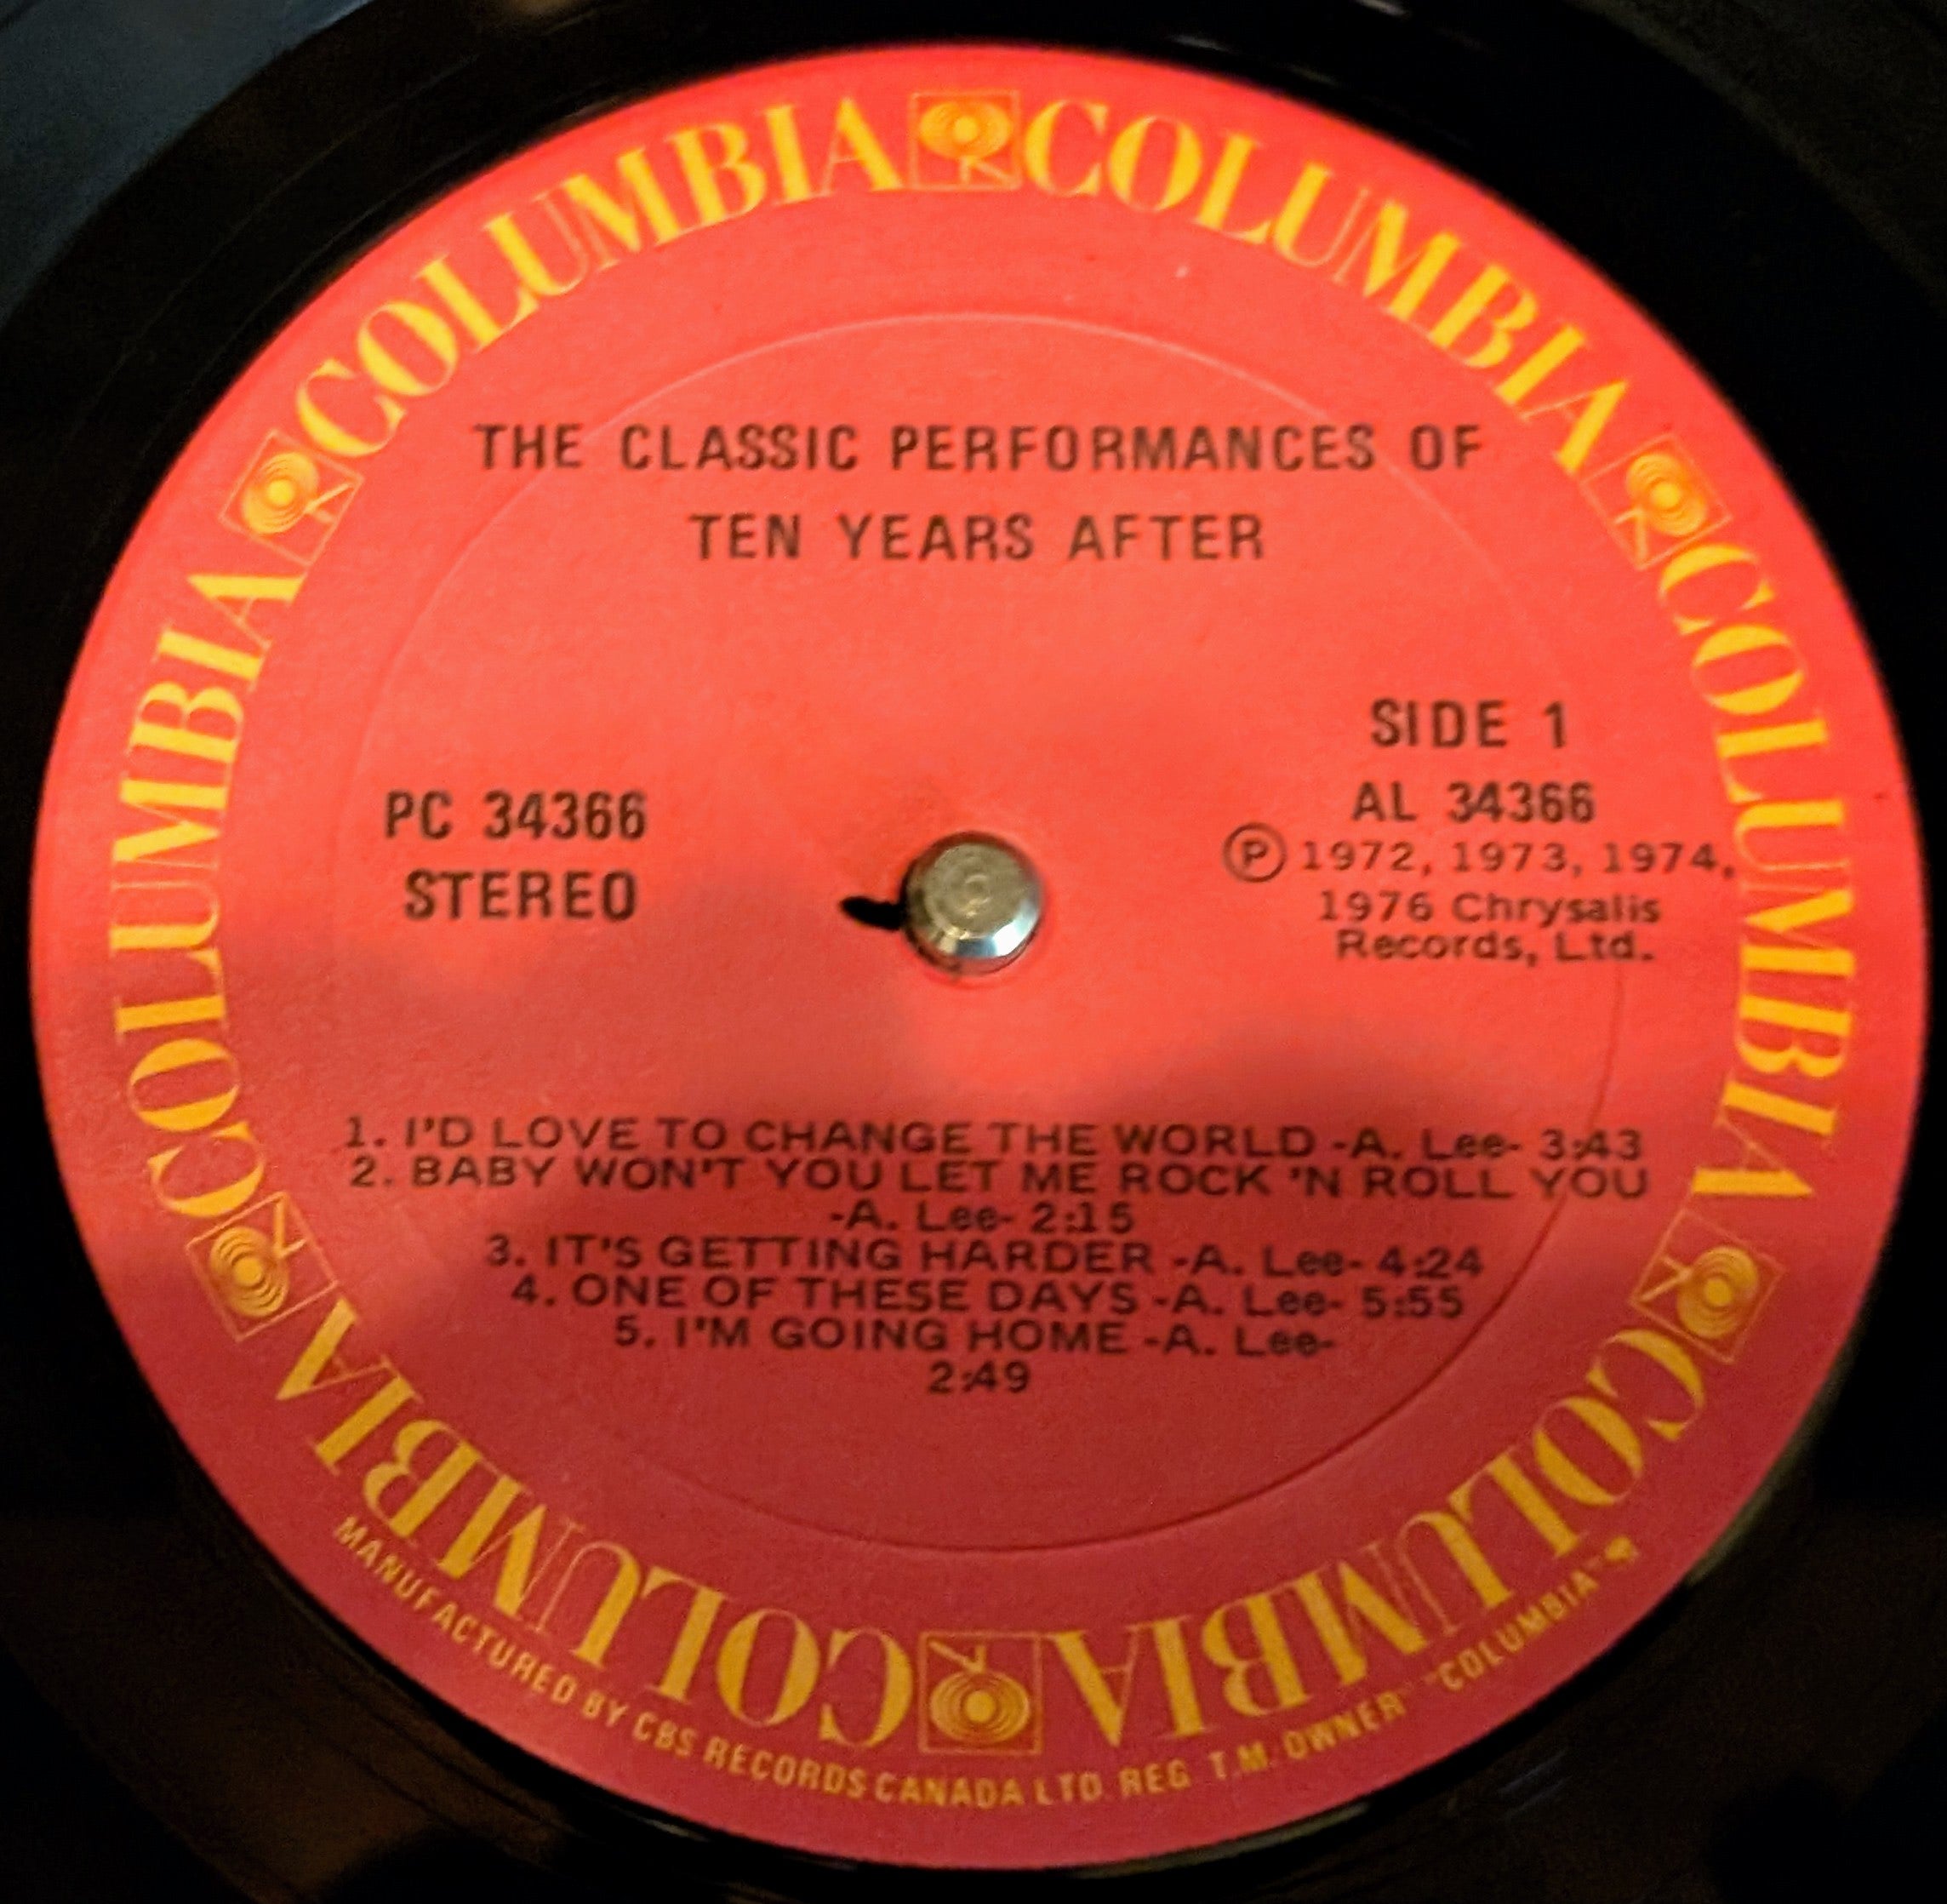 COLUMBIA COLUMBIA COLUMBIA COLUMBIA COLUMBIA COLUMBIA
THE CLASSIC PERFORMANCES OF
TEN YEARS AFTER
SIDE 1
AL 34366
Ⓟ 1972, 1973, 1974,
1976 Chrysalis
Records, Ltd.
PC 34366
STEREO
1. I'D LOVE TO CHANGE THE WORLD -A. Lee- 3:43
2. BABY WON'T YOU LET ME ROCK 'N ROLL YOU
-A. Lee- 2:15
3. IT'S GETTING HARDER -A. Lee- 4:24
4. ONE OF THESE DAYS -A. Lee- 5:55
5. I'M GOING HOME -A. Lee-
2:49
MANUFACTURED BY CBS RECORDS CANADA LTD. REG. T.M. OWNER "COLUMBIA"